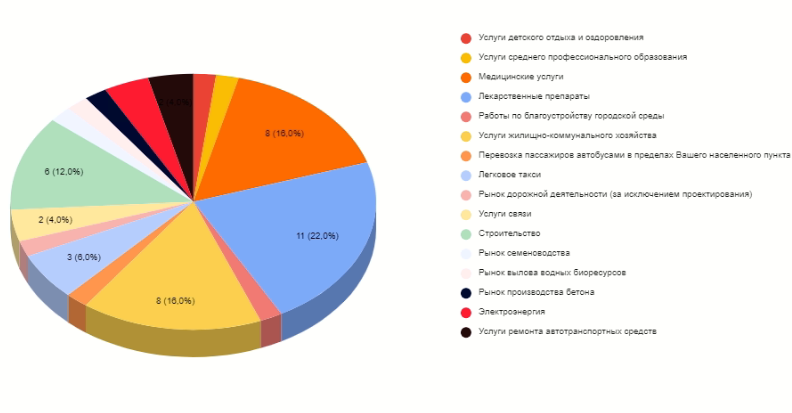 Услуги детского отдыха и оздоровления
Услуги среднего профессионального образования
Медицинские услуги
Лекарственные препараты
Работы по благоустройству городской среды
Услуги жилищно-коммунального хозяйства
Перевозка пассажиров автобусами в пределах Вашего населенного пункта
Легковое такси
Рынок дорожной деятельности (за исключением проектирования)
Услуги связи
Строительство
Рынок семеноводства
Рынок вылова водных биоресурсов
Рынок производства бетона
Электроэнергия
Услуги ремонта автотранспортных средств
8 (16,0%)
6 (12,0%)
2 (4,0%)
11 (22,0%)
3 (6,0%)
8 (16,0%)